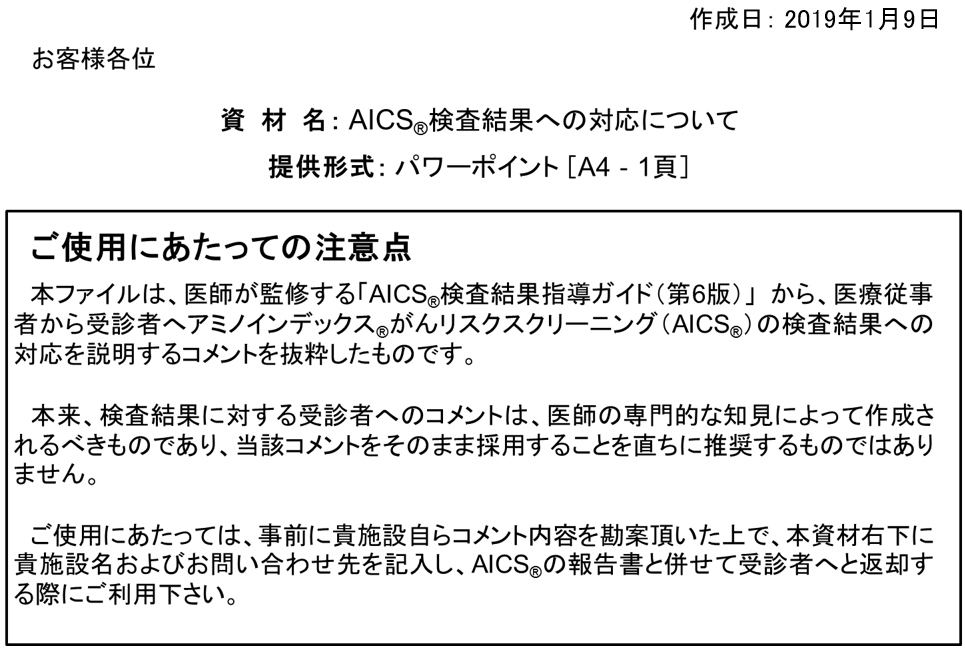 作成日: 2019年1月9日
お客様各位
資 材 名: AICS®検査結果への対応について
提供形式: パワーポイント [A4 - 1頁]
ご使用にあたっての注意点
本ファイルは、医師が監修する「AICS®検査結果指導ガイド(第6版)」 から、医療従事
者から受診者へアミノインデックス®がんリスクスクリーニング(AICS®)の検査結果への
対応を説明するコメントを抜粋したものです。
本来、検査結果に対する受診者へのコメントは、医師の専門的な知見によって作成さ
れるべきものであり、当該コメントをそのまま採用することを直ちに推奨するものではあり
ません。
ご使用にあたっては、事前に貴施設自らコメント内容を勘案頂いた上で、本資材右下に
貴施設名およびお問い合わせ先を記入し、AICS®の報告書と併せて受診者へと返却す
る際にご利用下さい。